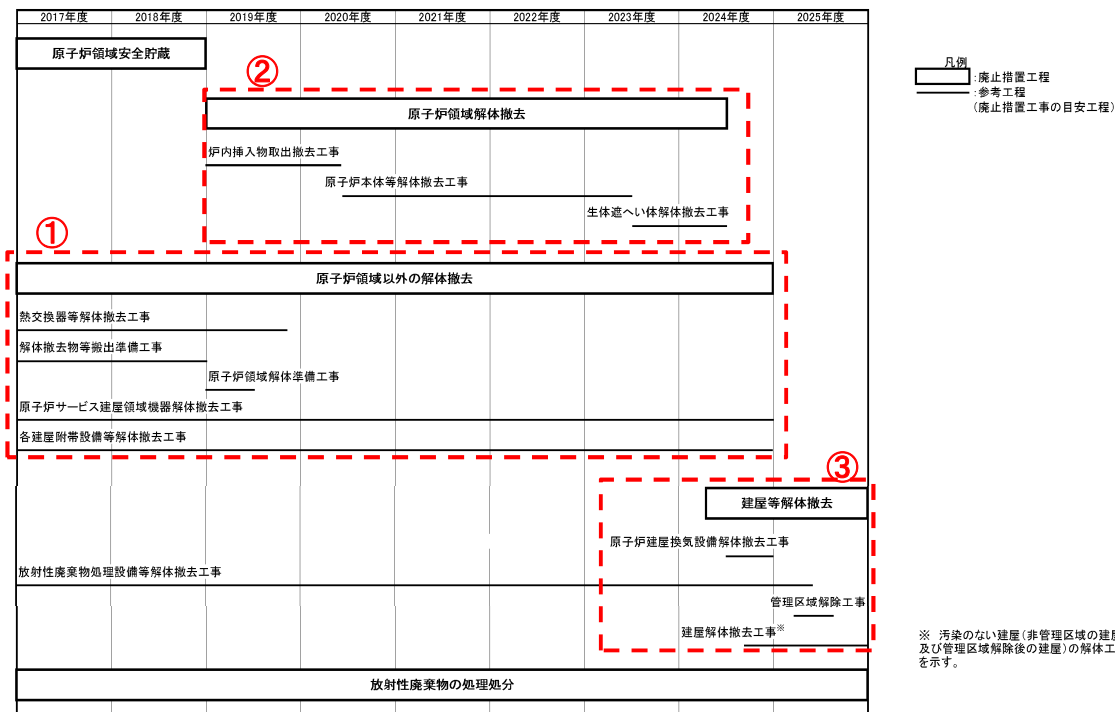 2017年度 2018年度 2019年度 2020年度 2021年度 2022年度 2023年度 2024年度 2025年度
原子炉領域安全貯蔵
②
原子炉領域解体撤去
炉内挿入物取出撤去工事
原子炉本体等解体撤去工事
生体遮へい体解体撤去工事
①
原子炉領域以外の解体撤去
熱交換器等解体撤去工事
解体撤去物等搬出準備工事
原子炉領域解体準備工事
原子炉サービス建屋領域機器解体撤去工事
各建屋附帯設備等解体撤去工事
③
建屋等解体撤去
原子炉建屋換気設備解体撤去工事
放射性廃棄物処理設備等解体撤去工事
管理区域解除工事
建屋解体撤去工事※
放射性廃棄物の処理処分
凡例
:廃止措置工程
:参考工程
(廃止措置工事の目安工程)
※ 汚染のない建屋(非管理区域の建屋
及び管理区域解除後の建屋)の解体工
を示す。